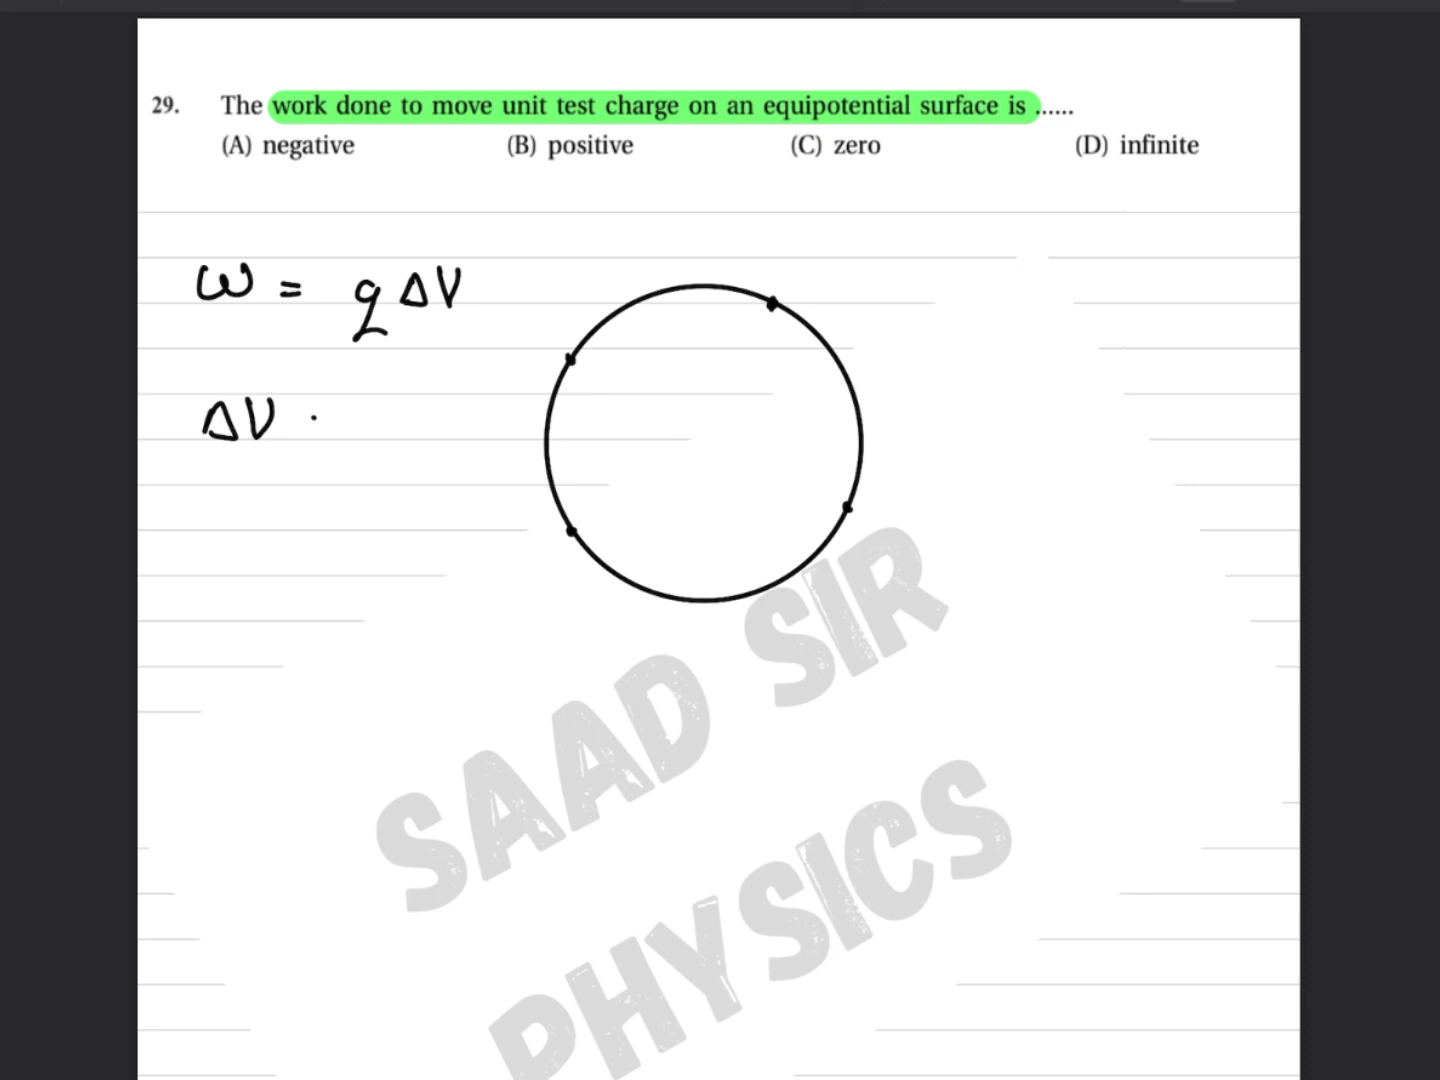 29. The work done to move unit test charge on an equipotential surface is ......
(A) negative (B) positive (C) zero (D) infinite
ω = q ΔV
ΔV .
SAAD SIR
PHYSICS